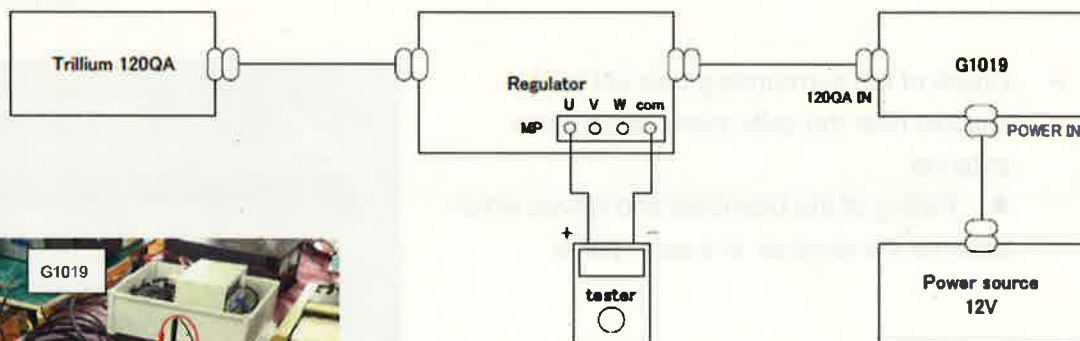 Trillium 120QA
Regulator
U V W com
MP
G1019
120QA IN
POWER IN
+ −
tester
Power source
12V
G1019